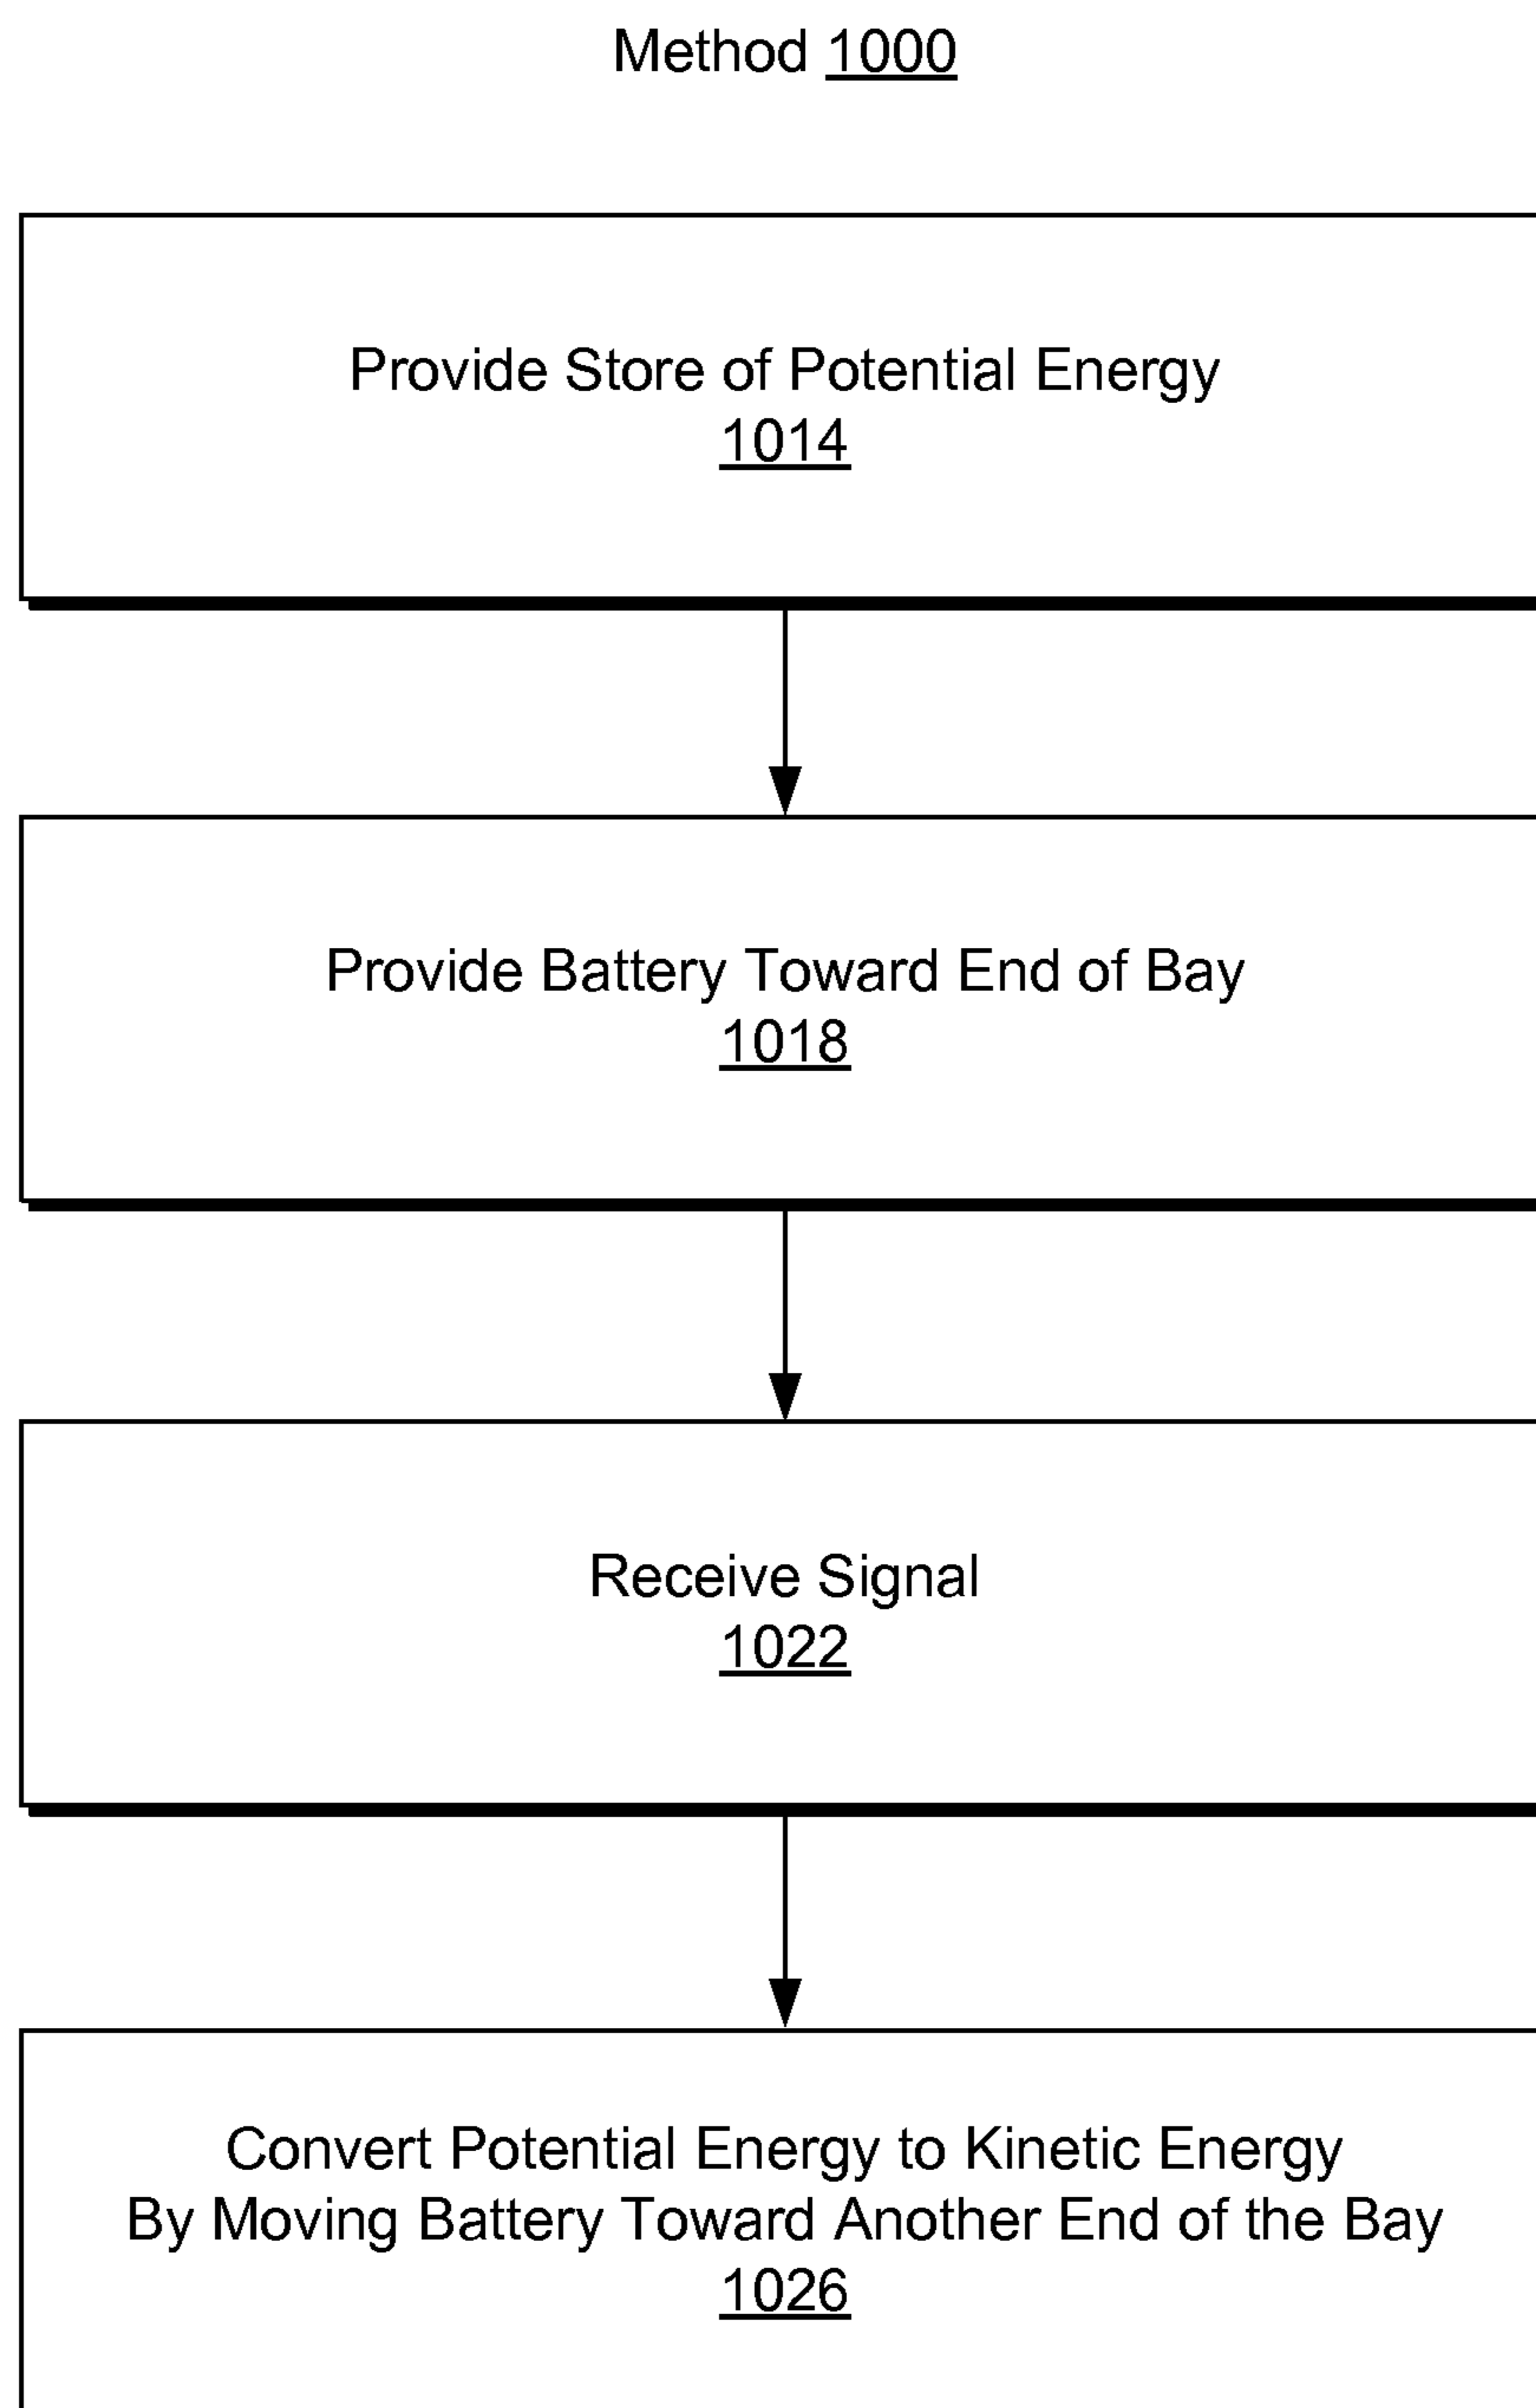 Method 1000
Provide Store of Potential Energy
1014
Provide Battery Toward End of Bay
1018
Receive Signal
1022
Convert Potential Energy to Kinetic Energy
By Moving Battery Toward Another End of the Bay
1026